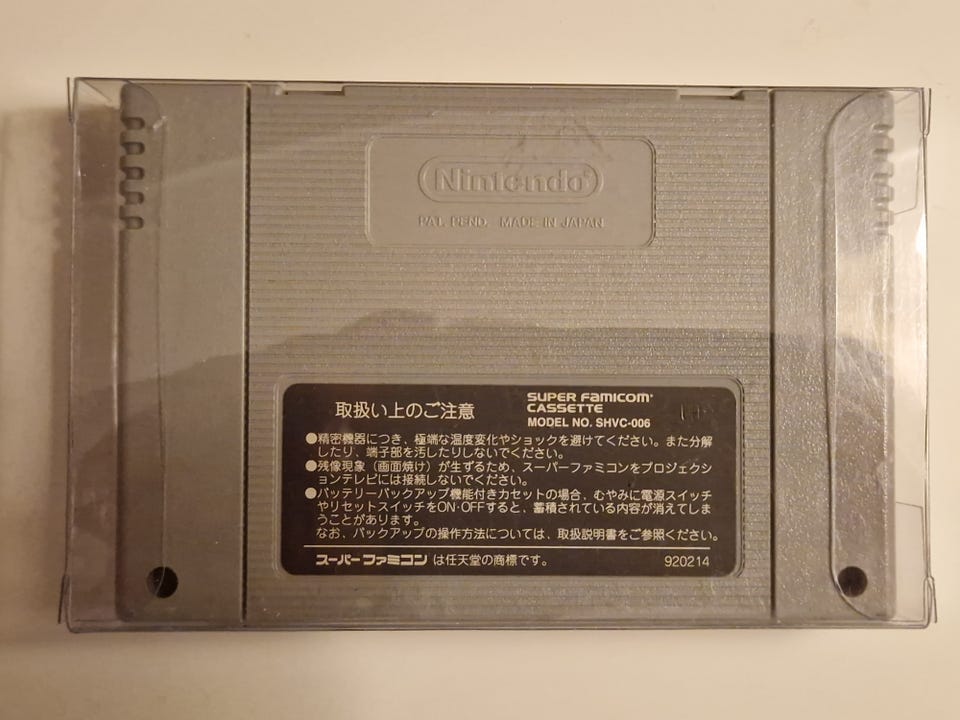 Nintendo®
PAT. PEND. MADE IN JAPAN
取扱い上のご注意
SUPER FAMICOM®
CASSETTE
MODEL NO. SHVC-006
●精密機器につき、極端な温度変化やショックを避けてください。また分解
したり、端子部を汚したりしないでください。
●残像現象（画面焼け）が生ずるため、スーパーファミコンをプロジェクシ
ョンテレビには接続しないでください。
●バッテリーバックアップ機能付きカセットの場合、むやみに電源スイッチ
やリセットスイッチをON・OFFすると、蓄積されている内容が消えてしま
うことがあります。
なお、バックアップの操作方法については、取扱説明書をご参照ください。
スーパーファミコンは任天堂の商標です。 920214